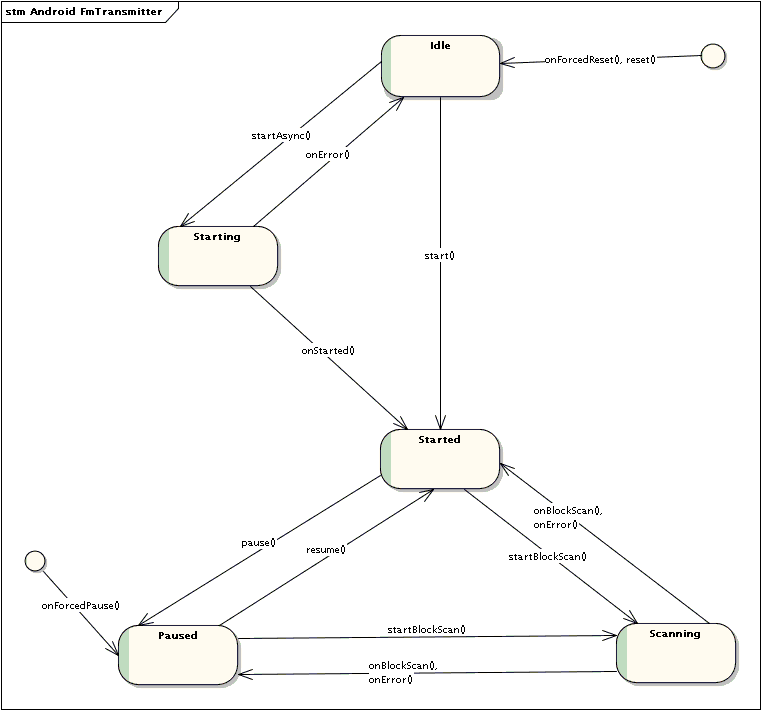 stm Android FmTransmitter
Idle
onForcedReset(), reset()
startAsync()
onError()
Starting
start()
onStarted()
Started
onBlockScan(),
onError()
pause()
resume()
startBlockScan()
onForcedPause()
Paused
startBlockScan()
Scanning
onBlockScan(),
onError()